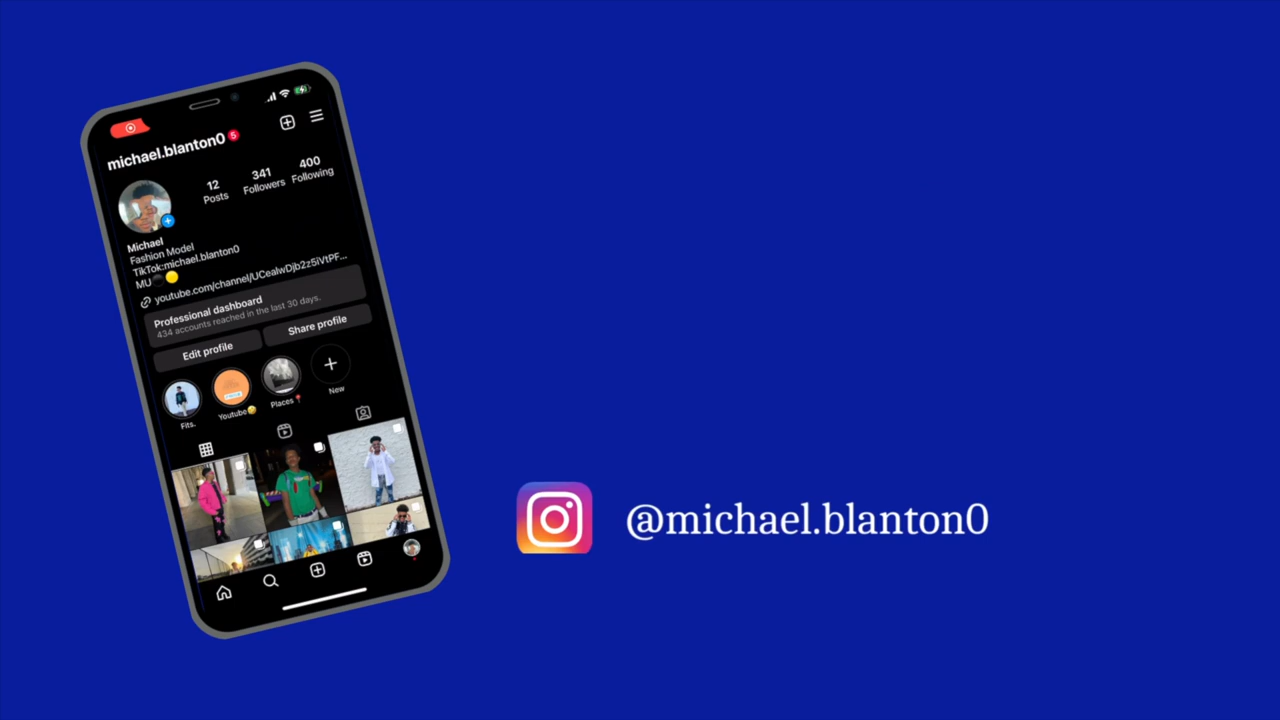 michael.blanton0 5
12 Posts
341 Followers
400 Following
Michael
Fashion Model
TikTok:michael.blanton0
MU⚫🟡
youtube.com/channel/UCealwDjb2z5iVtPF...
Professional dashboard
434 accounts reached in the last 30 days.
Edit profile
Share profile
Fits.
Youtube🤣
Places📍
New
@michael.blanton0